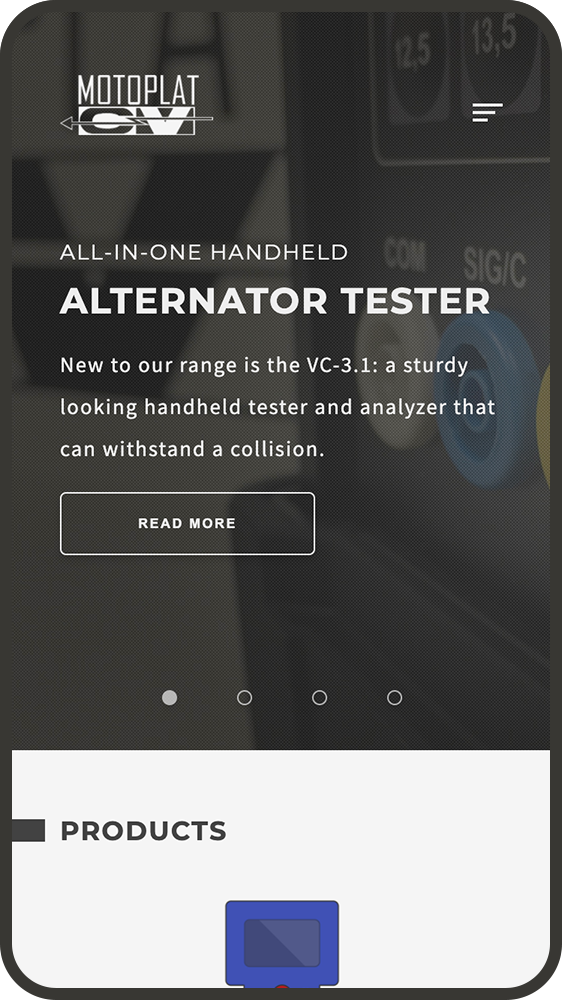 12,5
13,5
MOTOPLAT
CV
COM
SIG/C
ALL-IN-ONE HANDHELD
ALTERNATOR TESTER
New to our range is the VC-3.1: a sturdy
looking handheld tester and analyzer that
can withstand a collision.
READ MORE
PRODUCTS